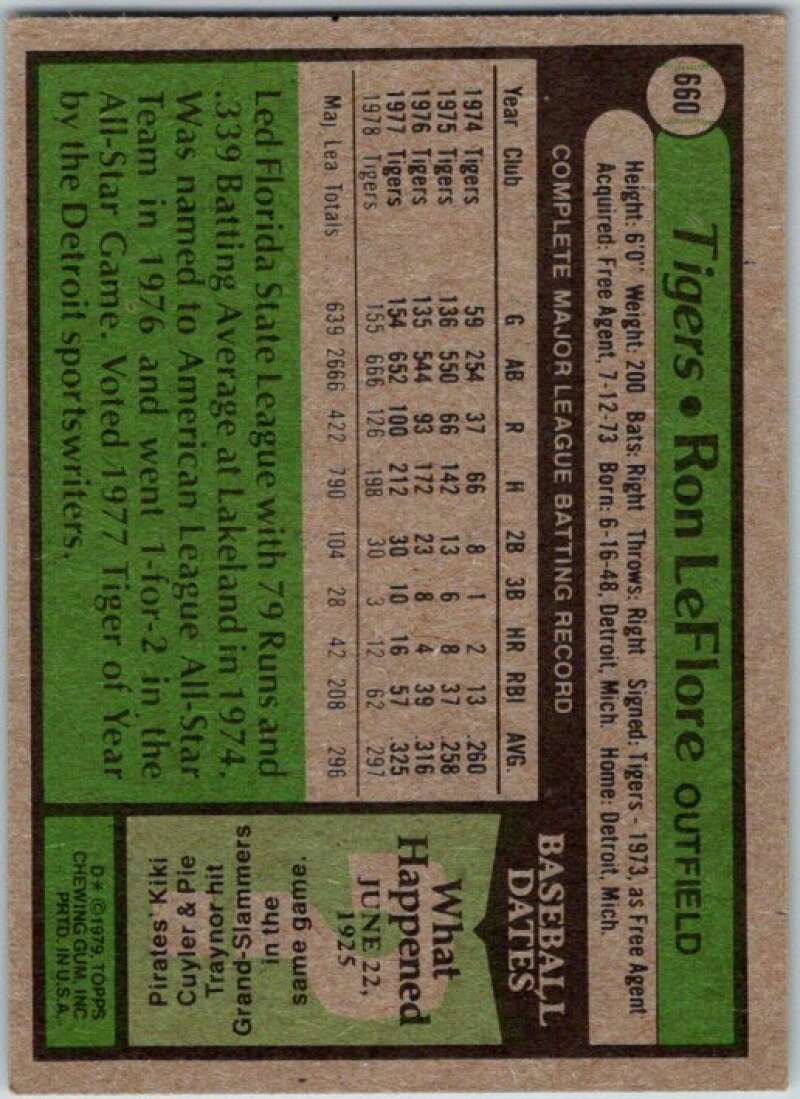 660
Tigers • Ron LeFlore OUTFIELD
Height: 6'0" Weight: 200 Bats: Right Throws: Right Signed: Tigers - 1973, as Free Agent
Acquired: Free Agent, 7-12-73 Born: 6-16-48, Detroit, Mich. Home: Detroit, Mich.
COMPLETE MAJOR LEAGUE BATTING RECORD
Year Club G AB R H 2B 3B HR RBI AVG.
1974 Tigers 59 254 37 66 8 1 2 13 .260
1975 Tigers 136 550 66 142 13 6 8 37 .258
1976 Tigers 135 544 93 172 23 8 4 39 .316
1977 Tigers 154 652 100 212 30 10 16 57 .325
1978 Tigers 155 666 126 198 30 3 12 62 .297
Maj. Lea Totals 639 2666 422 790 104 28 42 208 .296
Led Florida State League with 79 Runs and
.339 Batting Average at Lakeland in 1974.
Was named to American League All-Star
Team in 1976 and went 1-for-2 in the
All-Star Game. Voted 1977 Tiger of Year
by the Detroit sportswriters.
BASEBALL
DATES
What
Happened
JUNE 22,
1925
Pirates' Kiki
Cuyler & Pie
Traynor hit
Grand-Slammers
in the
same game.
D* ©1979, TOPPS
CHEWING GUM, INC.
PRTD. IN U.S.A.